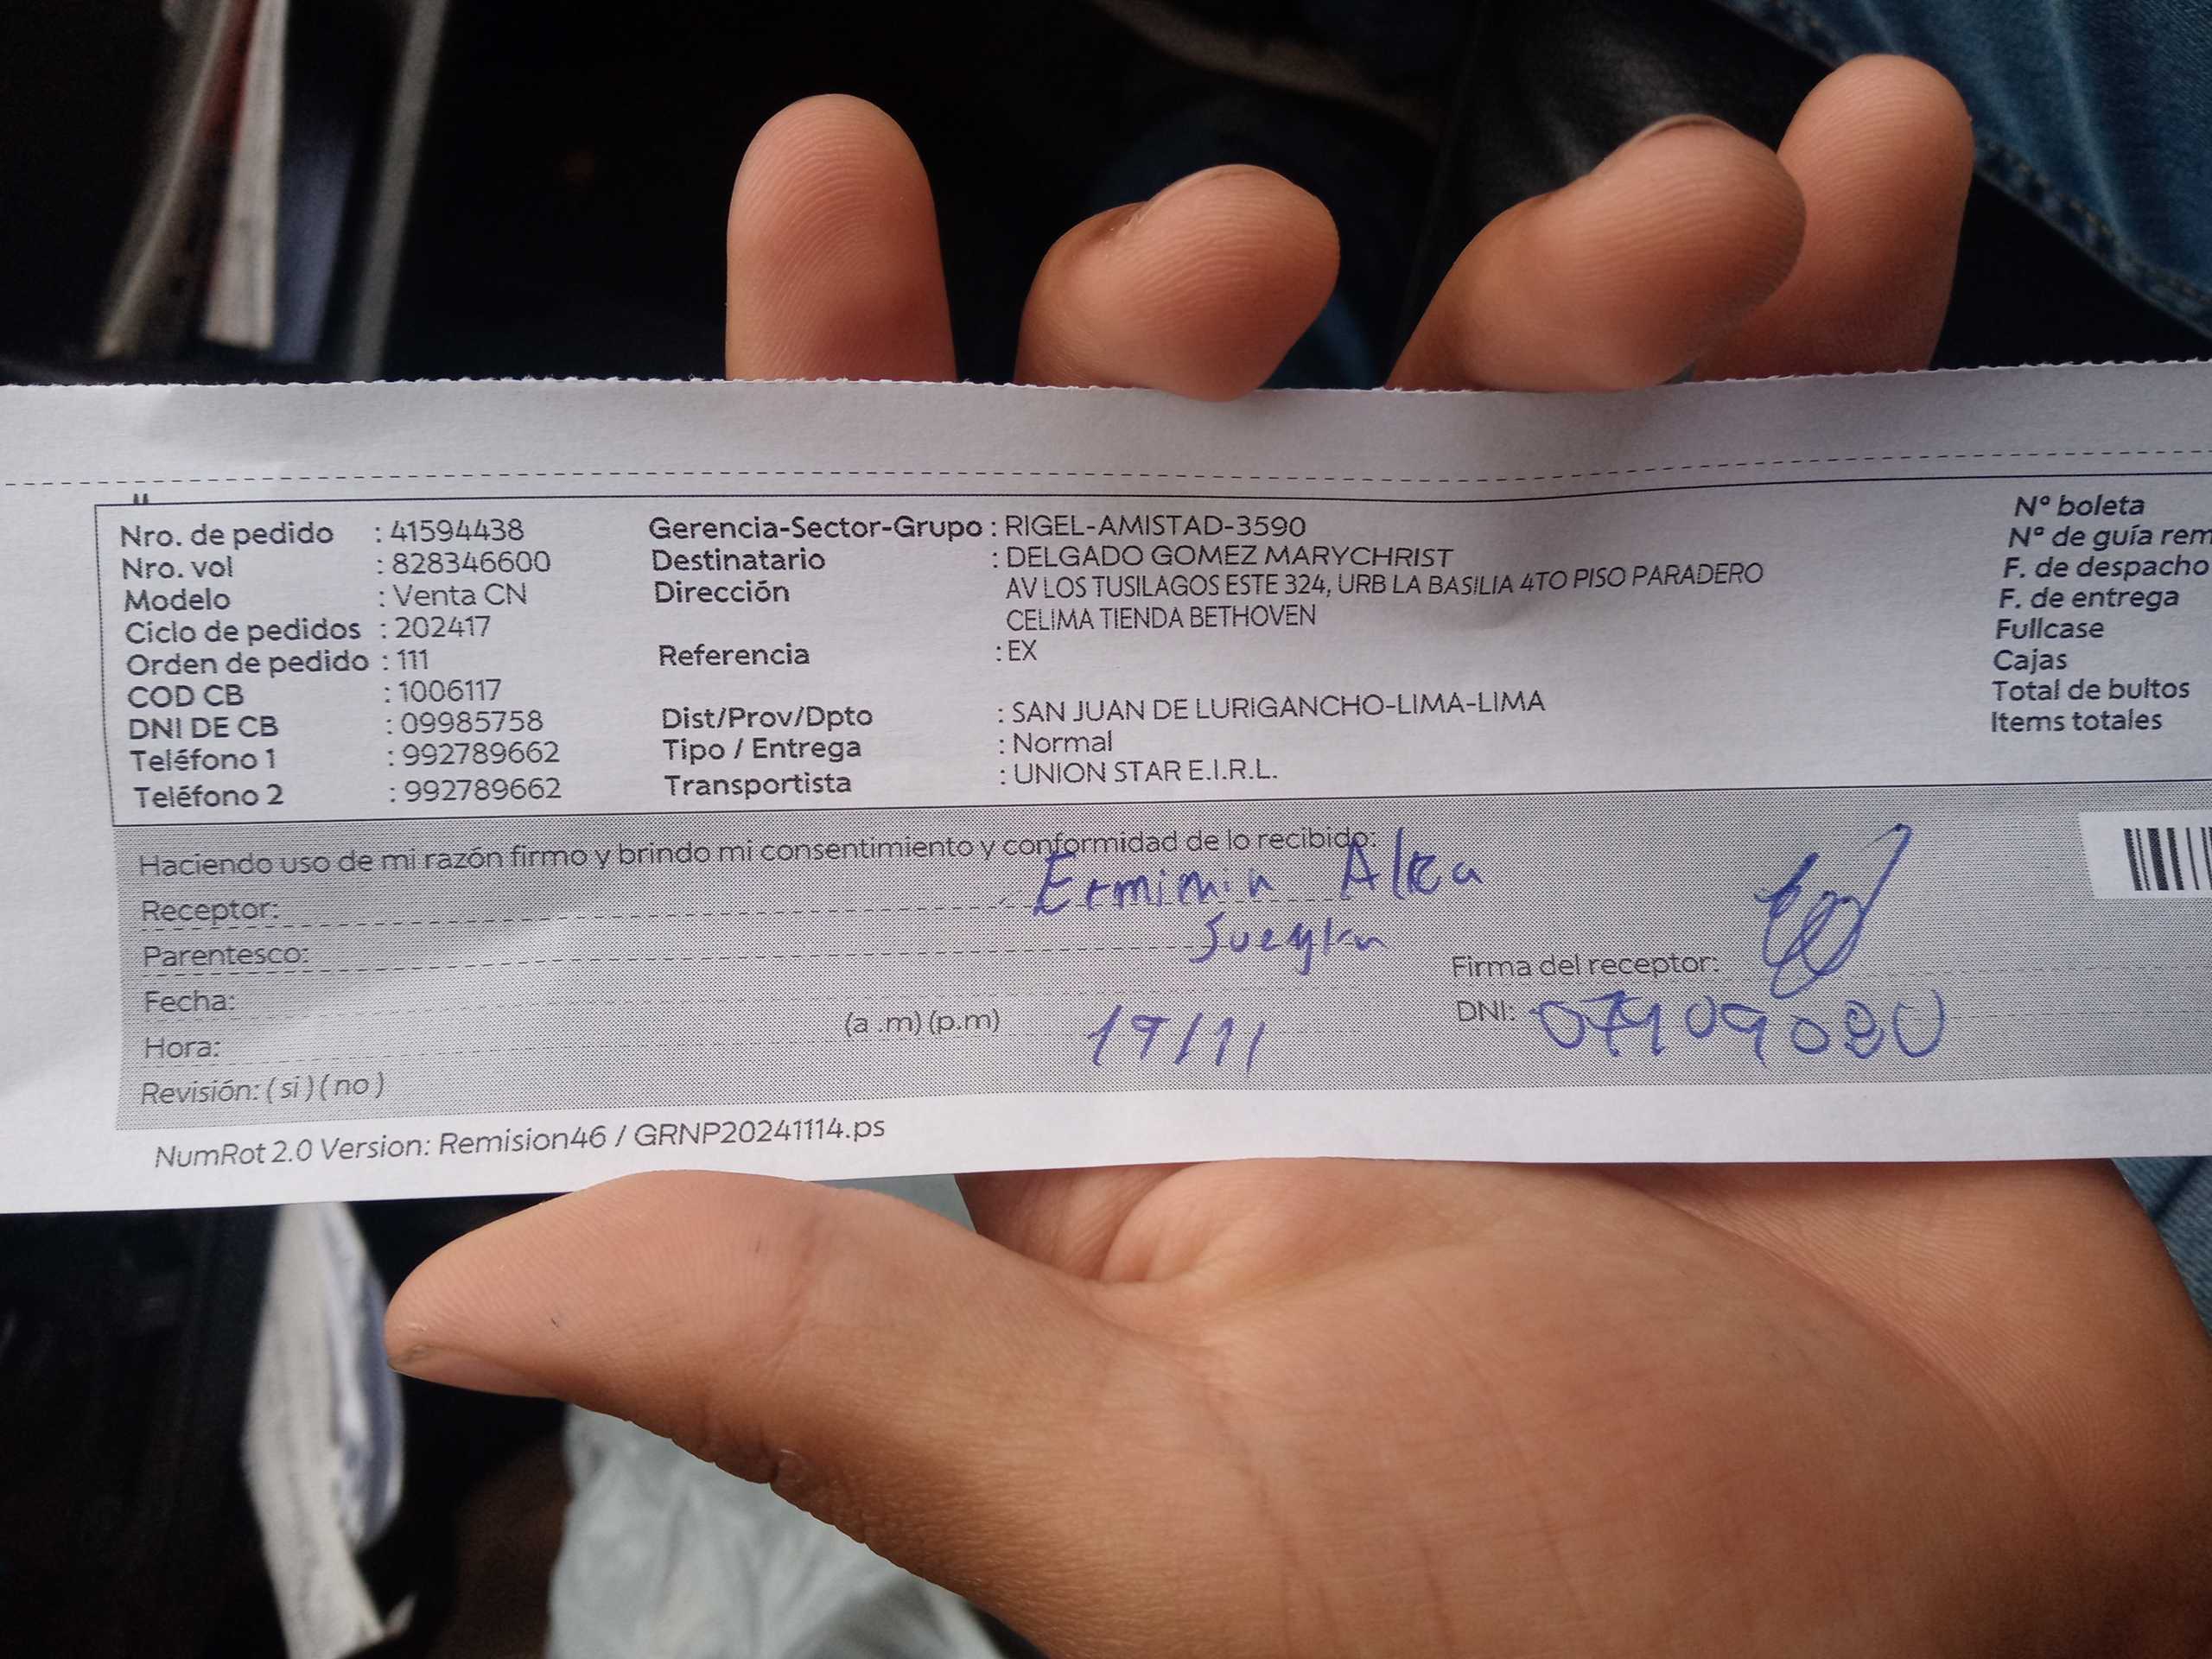 Nro. de pedido : 41594438
Nro. vol : 828346600
Modelo : Venta CN
Ciclo de pedidos : 202417
Orden de pedido : 111
COD CB : 1006117
DNI DE CB : 09985758
Teléfono 1 : 992789662
Teléfono 2 : 992789662
Gerencia-Sector-Grupo : RIGEL-AMISTAD-3590
Destinatario : DELGADO GOMEZ MARYCHRIST
Dirección AV LOS TUSILAGOS ESTE 324, URB LA BASILIA 4TO PISO PARADERO
CELIMA TIENDA BETHOVEN
Referencia : EX
Dist/Prov/Dpto : SAN JUAN DE LURIGANCHO-LIMA-LIMA
Tipo / Entrega : Normal
Transportista : UNION STAR E.I.R.L.
Nº boleta
Nº de guía rem
F. de despacho
F. de entrega
Fullcase
Cajas
Total de bultos
Items totales
Haciendo uso de mi razón firmo y brindo mi consentimiento y conformidad de lo recibido:
Receptor:
Parentesco:
Fecha:
Hora: (a .m) (p.m)
Revisión: ( si ) ( no )
Firma del receptor:
DNI:
NumRot 2.0 Version: Remision46 / GRNP20241114.ps